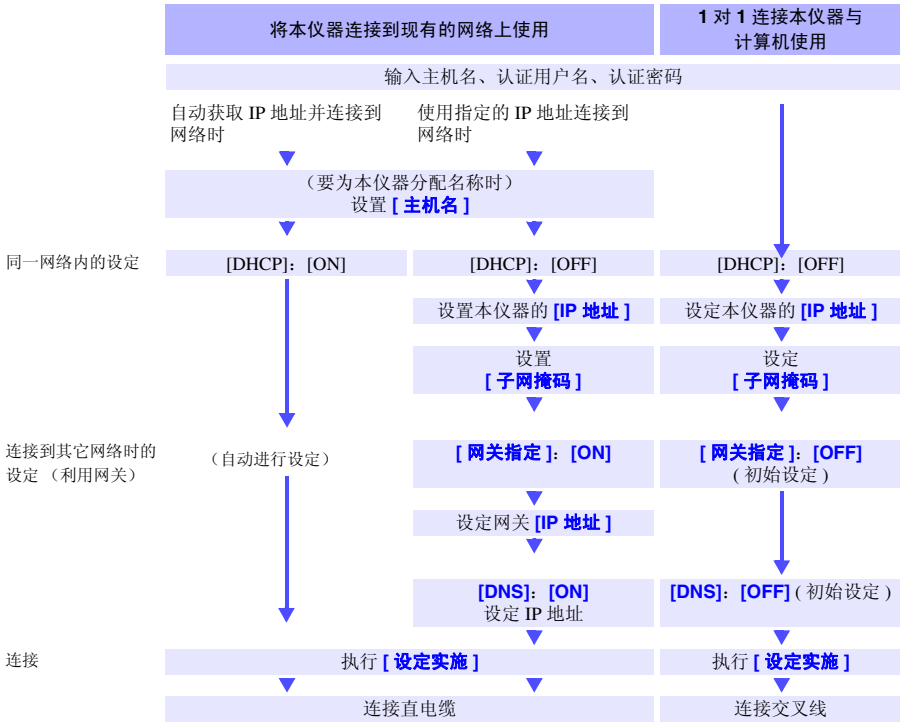 将本仪器连接到现有的网络上使用
1 对 1 连接本仪器与
计算机使用
输入主机名、认证用户名、认证密码
自动获取 IP 地址并连接到
网络时
使用指定的 IP 地址连接到
网络时
（要为本仪器分配名称时）
设置 [ 主机名 ]
同一网络内的设定
[DHCP]：[ON]
[DHCP]：[OFF]
[DHCP]：[OFF]
设置本仪器的 [IP 地址 ]
设定本仪器的 [IP 地址 ]
设置
[ 子网掩码 ]
设定
[ 子网掩码 ]
连接到其它网络时的
设定 （利用网关）
（自动进行设定）
[ 网关指定 ]：[ON]
[ 网关指定 ]：[OFF]
( 初始设定 )
设定网关 [IP 地址 ]
[DNS]：[ON]
设定 IP 地址
[DNS]：[OFF] ( 初始设定 )
连接
执行 [ 设定实施 ]
执行 [ 设定实施 ]
连接直电缆
连接交叉线